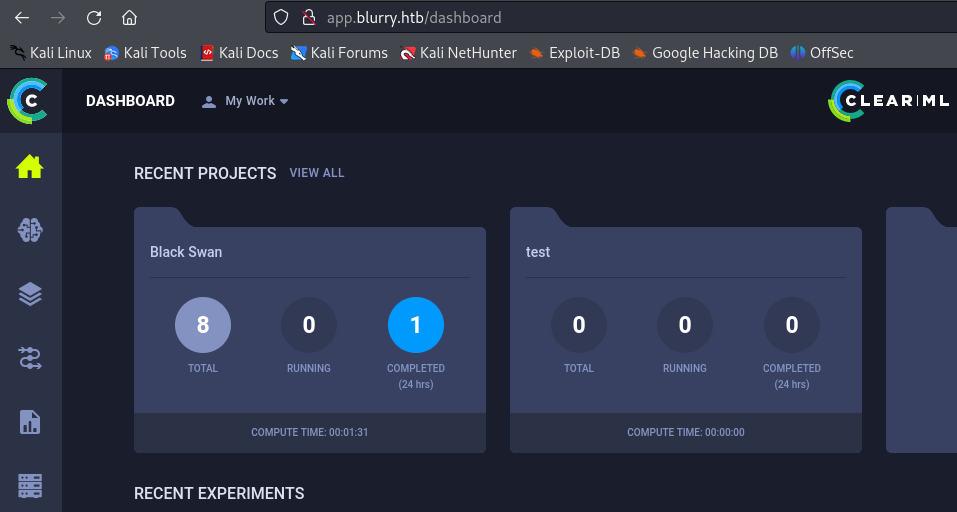 app.blurry.htb/dashboard
Kali Linux Kali Tools Kali Docs Kali Forums Kali NetHunter Exploit-DB Google Hacking DB OffSec
C DASHBOARD My Work CLEAR|ML
RECENT PROJECTS VIEW ALL
Black Swan test
8 0 1 0 0 0
TOTAL RUNNING COMPLETED TOTAL RUNNING COMPLETED
(24 hrs) (24 hrs)
COMPUTE TIME: 00:01:31 COMPUTE TIME: 00:00:00
RECENT EXPERIMENTS